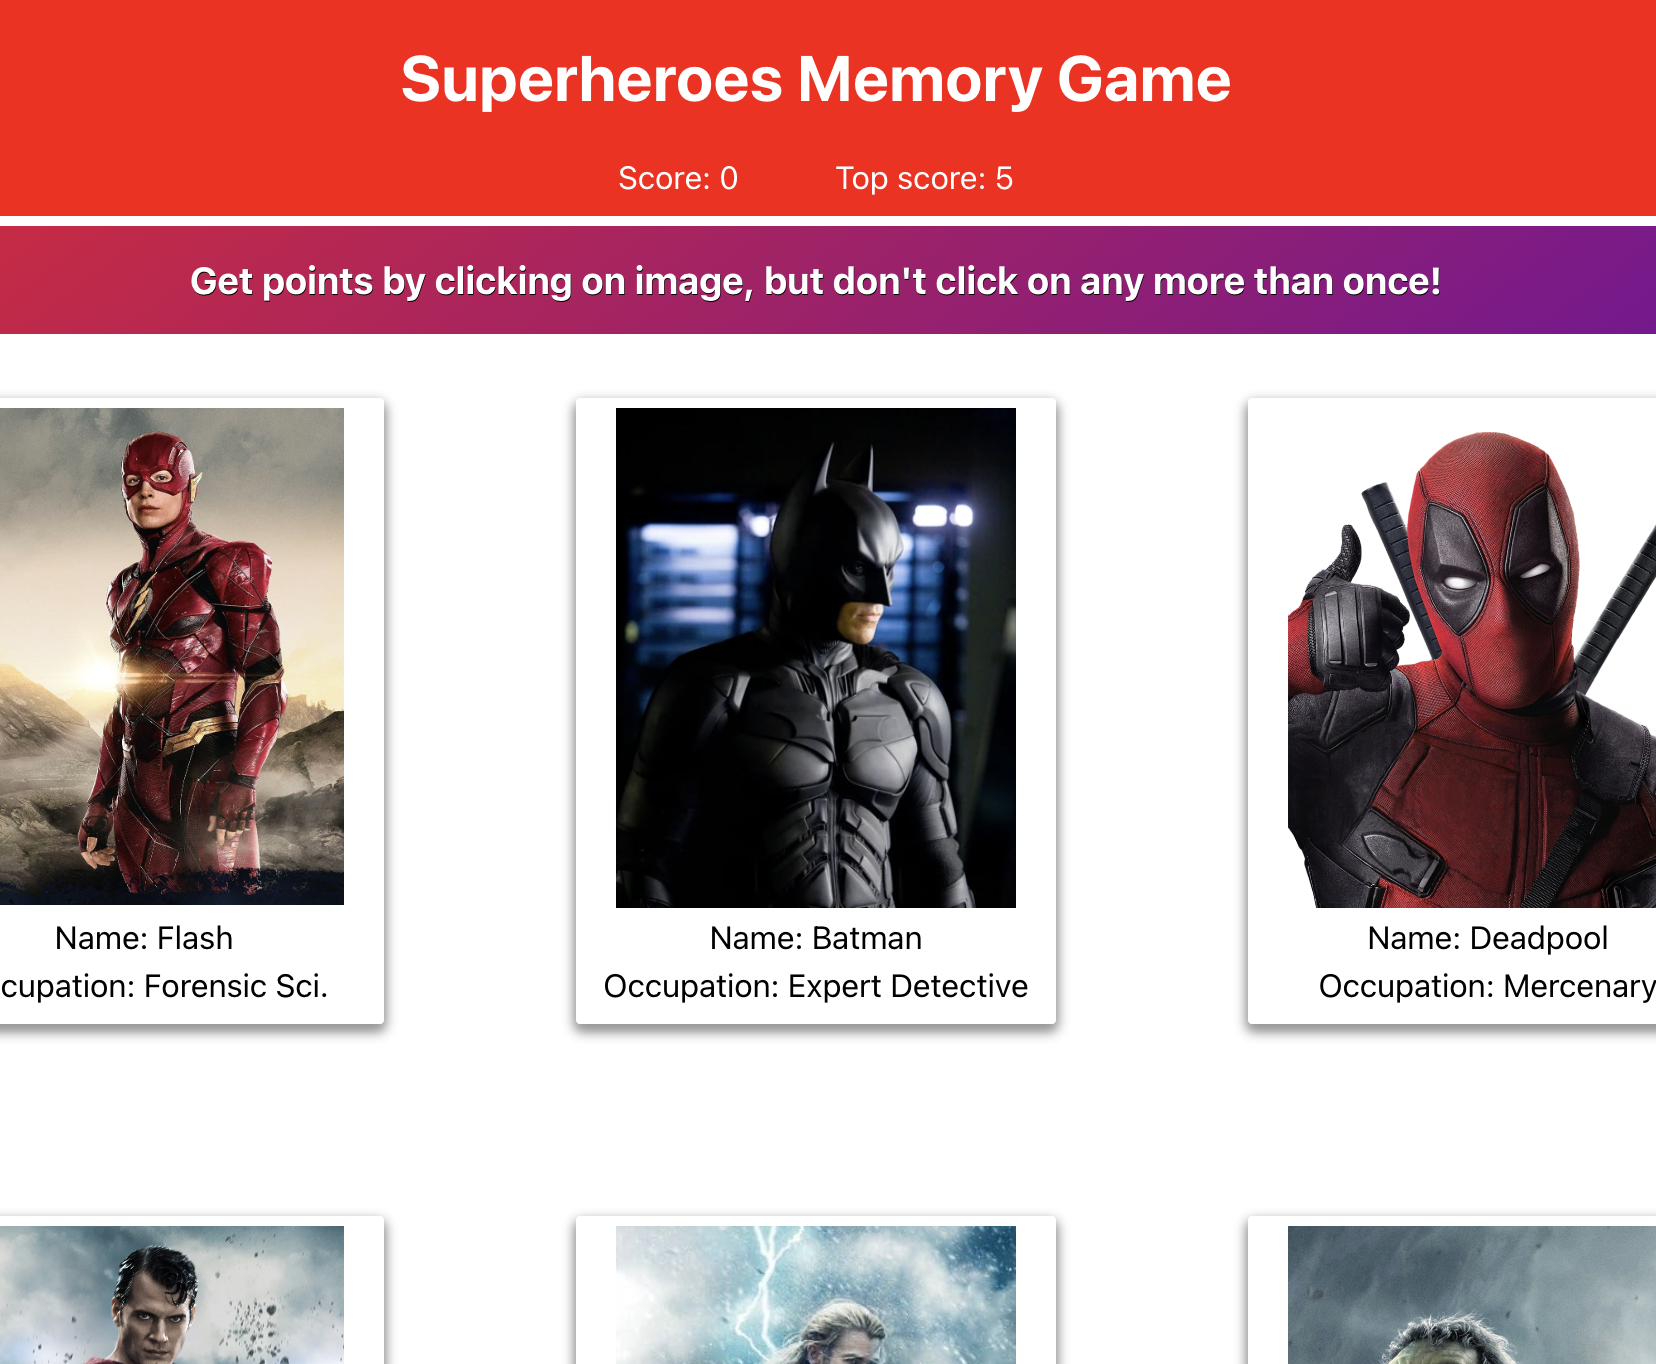 Superheroes Memory Game
Score: 0 Top score: 5
Get points by clicking on image, but don't click on any more than once!
Name: Flash
cupation: Forensic Sci.
Name: Batman
Occupation: Expert Detective
Name: Deadpool
Occupation: Mercenary